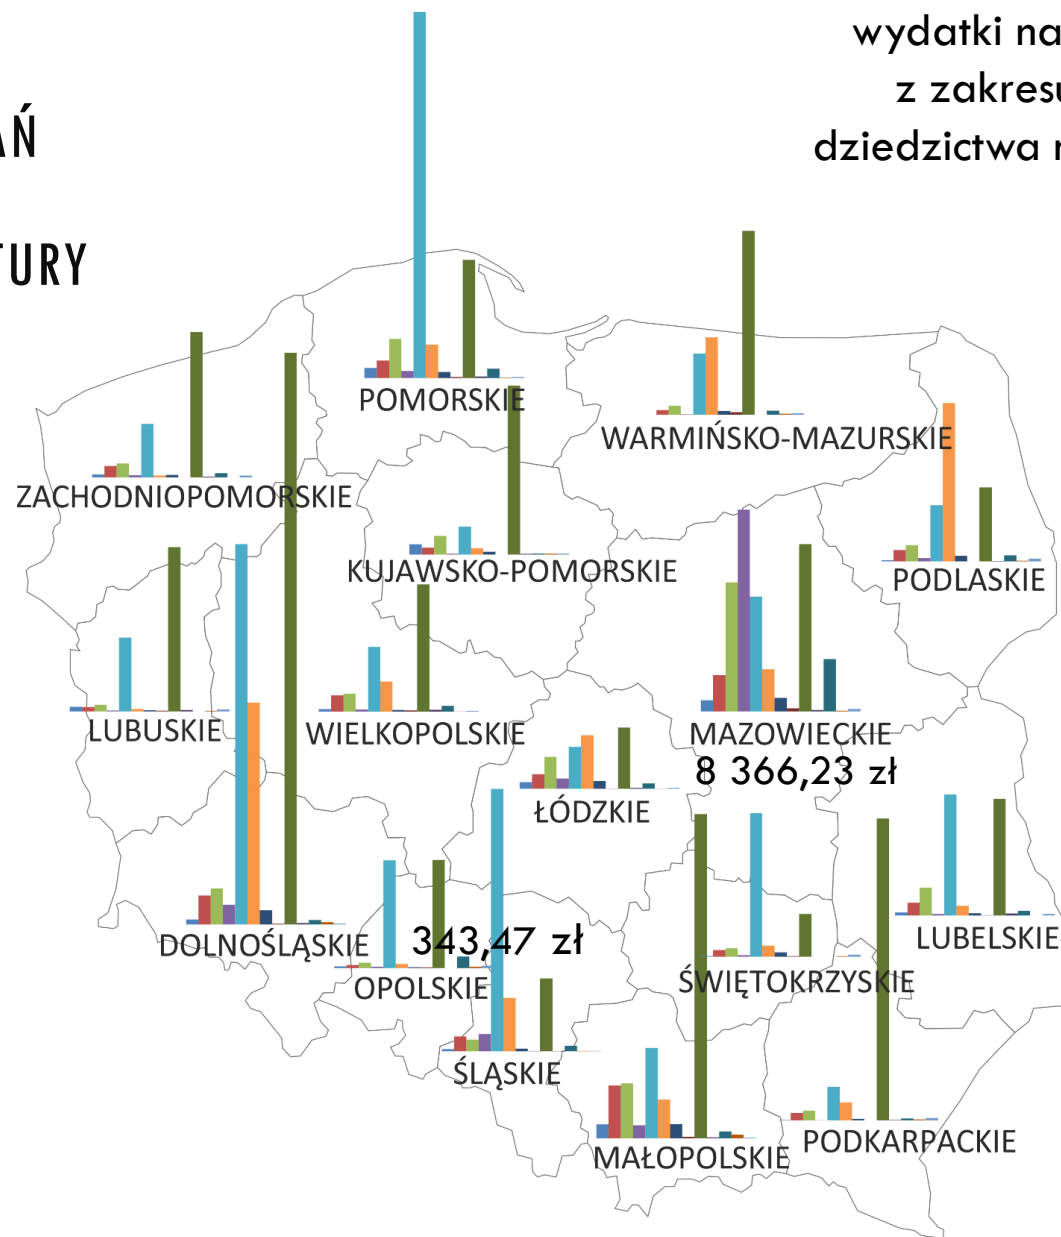 wydatki na
z zakresu
dziedzictwa
AŃ
TURY
POMORSKIE
WARMIŃSKO-MAZURSKIE
ZACHODNIOPOMORSKIE
KUJAWSKO-POMORSKIE
PODLASKIE
LUBUSKIE
WIELKOPOLSKIE
MAZOWIECKIE
8 366,23 zł
ŁÓDZKIE
DOLNOŚLĄSKIE
343,47 zł
LUBELSKIE
OPOLSKIE
ŚWIĘTOKRZYSKIE
ŚLĄSKIE
MAŁOPOLSKIE
PODKARPACKIE